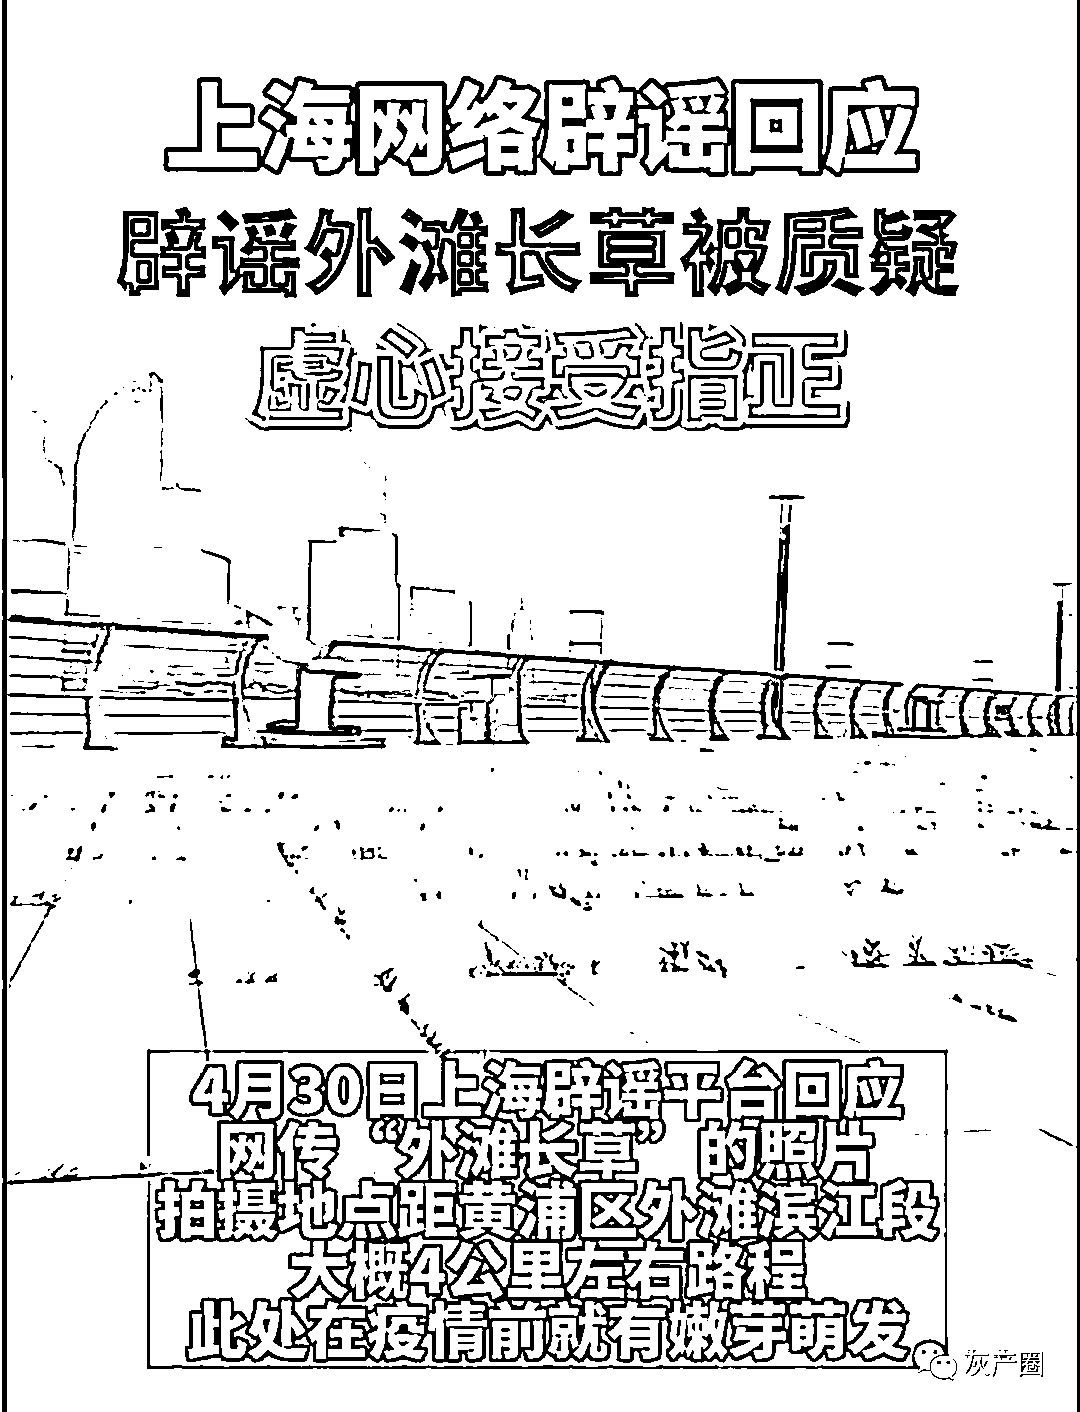 上海网络辟谣回应
辟谣外滩长草被质疑
虚心接受指正
4月30日上海辟谣平台回应
网传“外滩长草”的照片
拍摄地点距黄浦区外滩滨江段
大概4公里左右路程
此处在疫情前就有嫩芽萌发
灰产圈